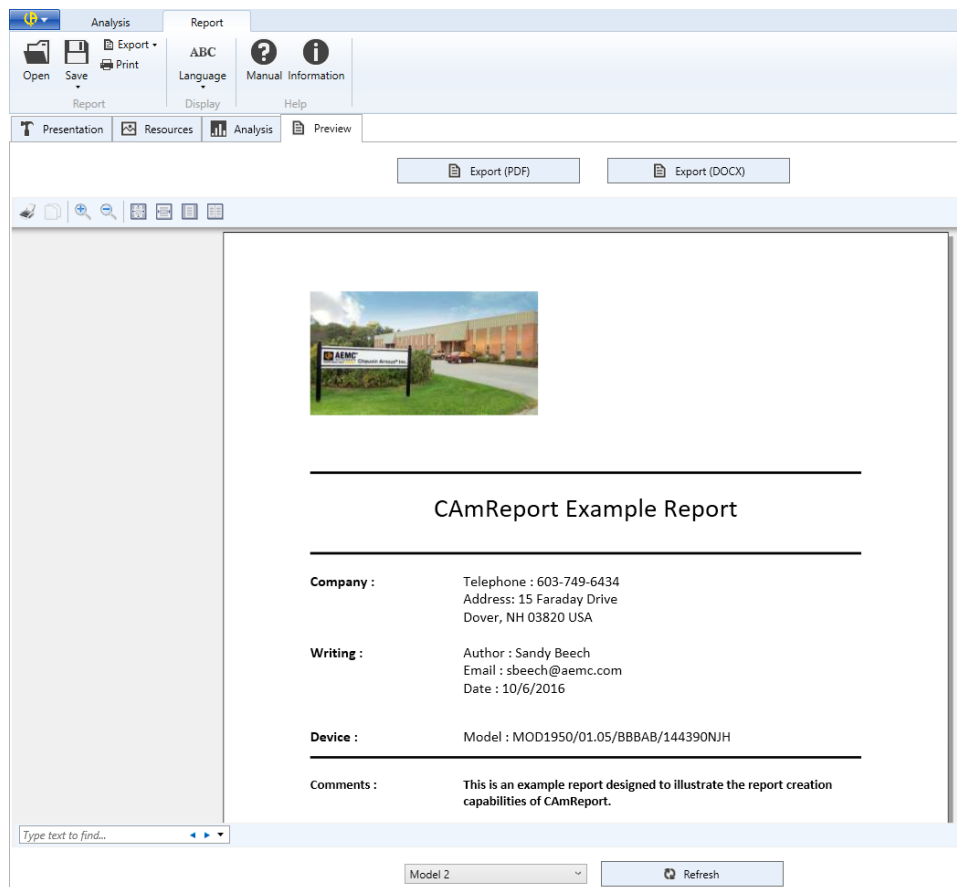 Analysis Report
Open
Save
Export
Print
ABC
Language
Manual
Information
Report Display Help
Presentation Resources Analysis Preview
Export (PDF) Export (DOCX)
AEMC
Chauvin Arnoux Inc.
CAmReport Example Report
Company : Telephone : 603-749-6434
Address: 15 Faraday Drive
Dover, NH 03820 USA
Writing : Author : Sandy Beech
Email : sbeech@aemc.com
Date : 10/6/2016
Device : Model : MOD1950/01.05/BBBAB/144390NJH
Comments : This is an example report designed to illustrate the report creation
capabilities of CAmReport.
Type text to find...
Model 2 Refresh